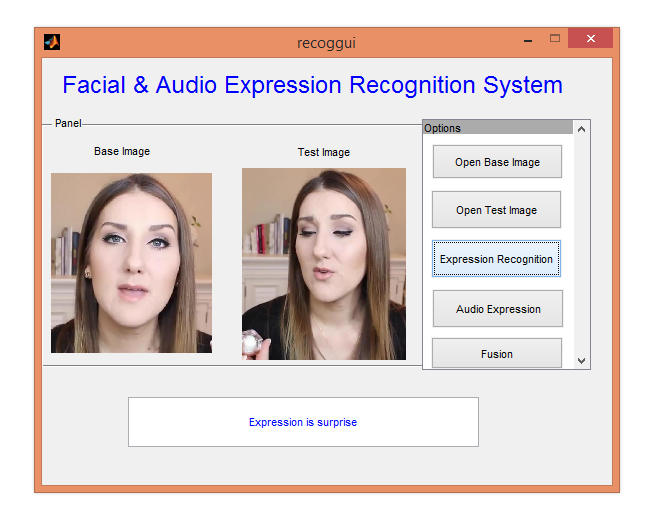 recoggui
Facial & Audio Expression Recognition System
Panel
Options
Base Image
Test Image
Open Base Image
Open Test Image
Expression Recognition
Audio Expression
Fusion
Expression is surprise